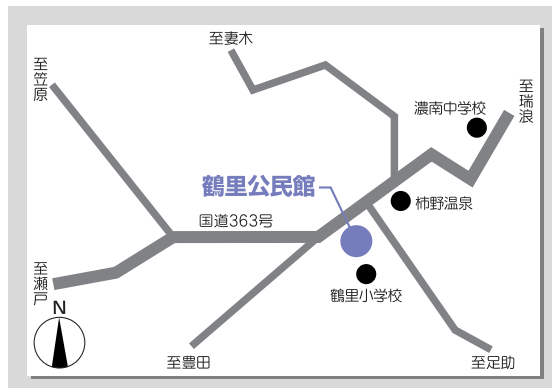 至妻木
至笠原
至瑞浪
濃南中学校
鶴里公民館
柿野温泉
国道363号
至瀬戸
鶴里小学校
N
至豊田
至足助